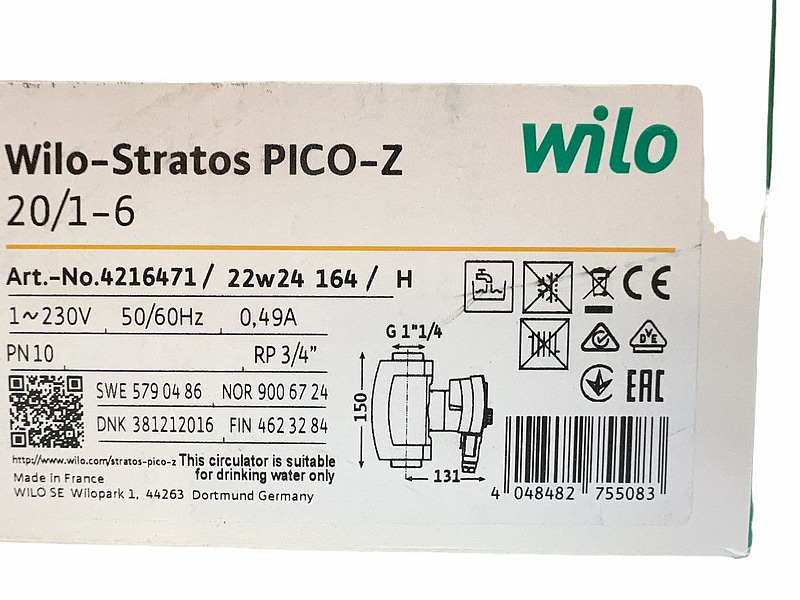 wilo
Wilo-Stratos PICO-Z
20/1-6
Art.-No.4216471 / 22w24 164 / H
1~230V 50/60Hz 0,49A
PN10 RP 3/4"
SWE 579 04 86 NOR 900 67 24
DNK 381212016 FIN 462 32 84
http://www.wilo.com/stratos-pico-z This circulator is suitable
for drinking water only
Made in France
WILO SE Wilopark 1, 44263 Dortmund Germany
G 1"1/4
150
131
CE
DVE
EAC
4 048482 755083